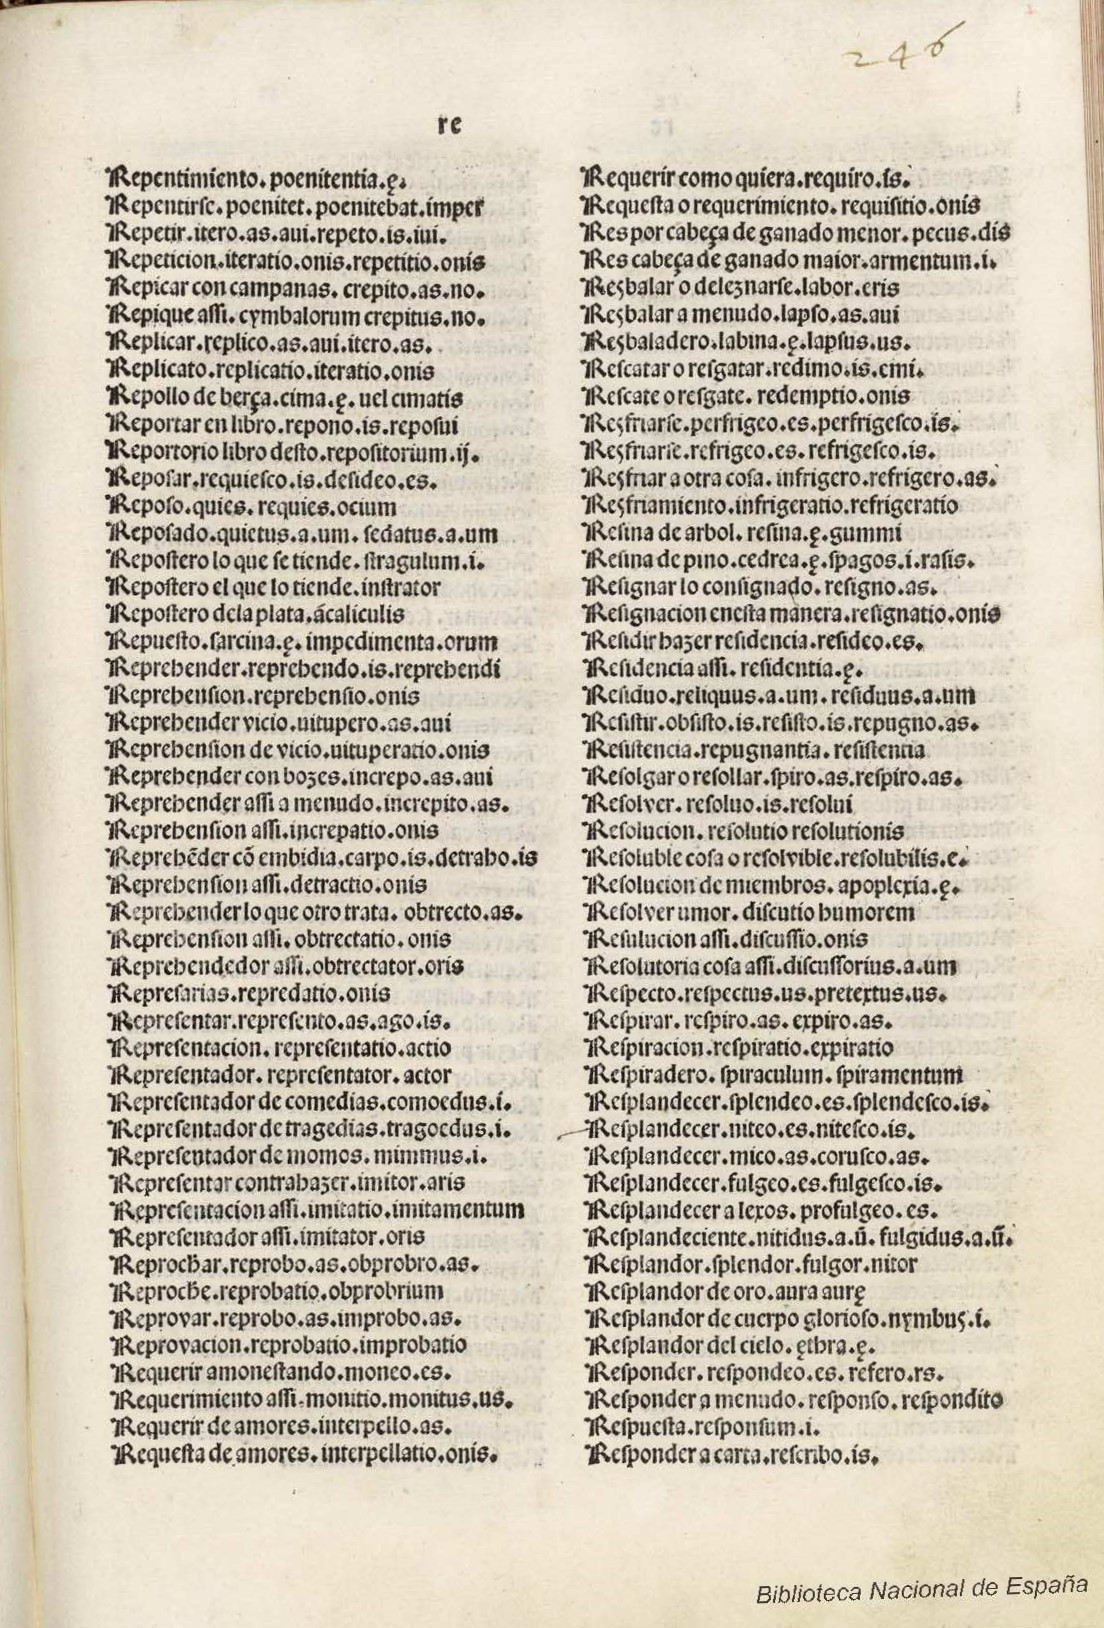 246
re
Repentimiento. poenitentia.ę.
Repentirse. poenitet. poenitebat.imper
Repetir.itero.as.aui.repeto.is.iui.
Repeticion.iteratio.onis.repetitio.onis
Repicar con campanas. crepito.as.no.
Repique assi. cymbalorum crepitus.no.
Replicar.replico.as.aui.itero.as.
Replicato.replicatio.iteratio.onis
Repollo de berça.cima.ę. uel cimatis
Reportar en libro.repono.is.reposui
Reportorio libro desto.repositorium.ij.
Reposar.requiesco.is.desideo.es.
Reposo.quies. requies.ocium
Reposado.quietus.a.um. sedatus.a.um
Repostero lo que se tiende. stragulum.i.
Repostero el que lo tiende.instrator
Repostero dela plata.ācaliculis
Repuesto.sarcina.ę. impedimenta.orum
Reprehender.reprehendo.is.reprehendi
Reprehension.reprehensio.onis
Reprehender vicio.uitupero.as.aui
Reprehension de vicio.uituperatio.onis
Reprehender con bozes.increpo.as.aui
Reprehender assi a menudo.increpito.as.
Reprehension assi.increpatio.onis
Reprehēder cō embidia.carpo.is.detraho.is
Reprehension assi.detractio.onis
Reprehender lo que otro trata. obtrecto.as.
Reprehension assi. obtrectatio.onis
Reprehendedor assi.obtrectator.oris
Represarias.repredatio.onis
Representar.represento.as.ago.is.
Representacion. representatio.actio
Representador. representator. actor
Representador de comedias.comoedus.i.
Representador de tragedias.tragoedus.i.
Representador de momos. mimmus.i.
Representar contrahazer.imitor.aris
Representacion assi.imitatio.imitamentum
Representador assi.imitator.oris
Reprochar.reprobo.as.obprobro.as.
Reproche.reprobatio.obprobrium
Reprovar.reprobo.as.improbo.as.
Reprovacion.reprobatio.improbatio
Requerir amonestando.moneo.es.
Requerimiento assi.monitio.monitus.us.
Requerir de amores.interpello.as.
Requesta de amores.interpellatio.onis.
Requerir como quiera.requiro.is.
Requesta o requerimiento. requisitio.onis
Res por cabeça de ganado menor. pecus.dis
Res cabeça de ganado maior.armentum.i.
Resbalar o deleznarse.labor.eris
Resbalar a menudo.lapso.as.aui
Resbaladero.labina.ę.lapsus.us.
Rescatar o resgatar.redimo.is.emi.
Rescate o resgate. redemptio.onis
Resfriarse.perfrigeo.es.perfrigesco.is.
Resfriarse.refrigeo.es. refrigesco.is.
Resfriar a otra cosa. infrigero.refrigero.as.
Resfriamiento.infrigeratio.refrigeratio
Resina de arbol. resina.ę.gummi
Resina de pino.cedrea.ę.spagos.i.rasis.
Resignar lo consignado. resigno.as.
Resignacion enesta manera.resignatio.onis
Residir hazer residencia.resideo.es.
Residencia assi. residentia.ę.
Residuo.reliquus.a.um. residuus.a.um
Resistir.obsisto.is.resisto.is.repugno.as.
Resistencia.repugnantia. resistencia
Resolgar o resollar.spiro.as.respiro.as.
Resolver. resoluo.is.resolui
Resolucion. resolutio resolutionis
Resoluble cosa o resolvible.resolubilis.e.
Resolucion de miembros. apoplexia.ę.
Resolver umor. discutio humorem
Resulucion assi.discussio.onis
Resolutoria cosa assi.discussorius.a.um
Respecto.respectus.us.pretextus.us.
Respirar. respiro.as. expiro.as.
Respiracion.respiratio.expiratio
Respiradero. spiraculum. spiramentum
Resplandecer.splendeo.es.splendesco.is.
Resplandecer.niteo.es.nitesco.is.
Resplandecer.mico.as.corusco.as.
Resplandecer.fulgeo.es.fulgesco.is.
Resplandecer a lexos. profulgeo.es.
Resplandeciente.nitidus.a.ū. fulgidus.a.ū.
Resplandor.splendor.fulgor.nitor
Resplandor de oro.aura aurę
Resplandor de cuerpo glorioso.nymbus.i.
Resplandor del cielo. ęthra.ę.
Responder. respondeo.es. refero.rs.
Responder a menudo. responso. respondito
Respuesta.responsum.i.
Responder a carta.rescribo.is.
Biblioteca Nacional de España